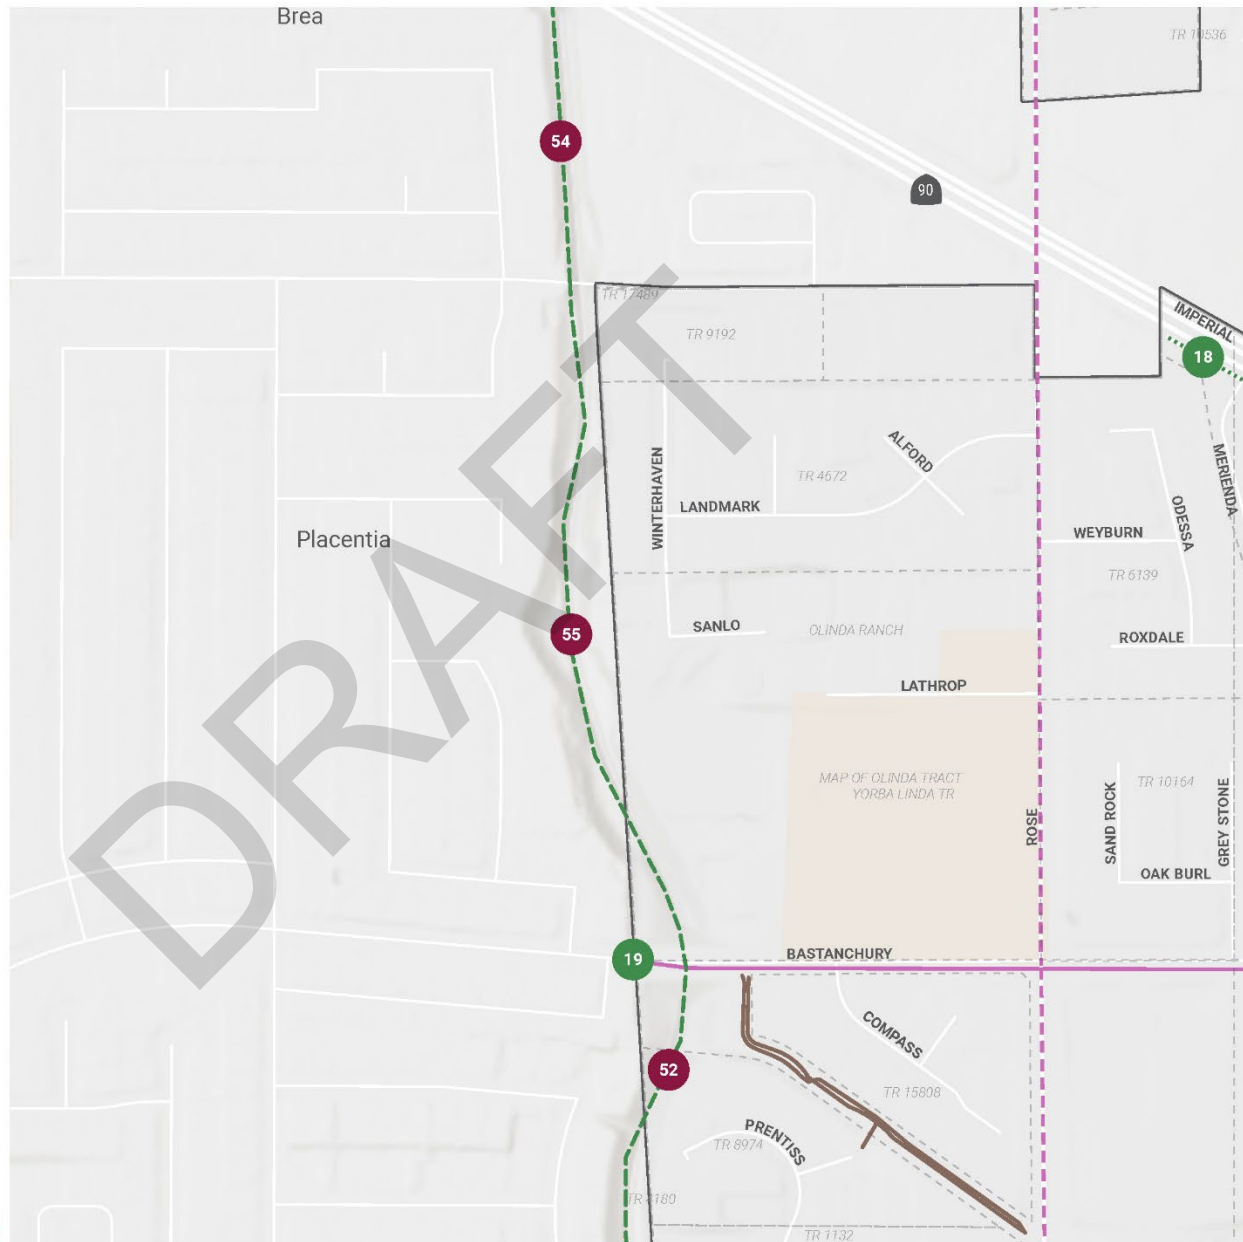 Brea
TR 10536
54
90
TR 17489
IMPERIAL
TR 9192
18
WINTERHAVEN
ALFORD
TR 4672
LANDMARK
MERIENDA
ODESSA
WEYBURN
Placentia
TR 6139
SANLO
OLINDA RANCH
55
ROXDALE
LATHROP
MAP OF OLINDA TRACT
YORBA LINDA TR
TR 10164
ROSE
SAND ROCK
GREY STONE
OAK BURL
DRAFT
BASTANCHURY
19
COMPASS
52
TR 15808
PRENTISS
TR 8974
TR 1132